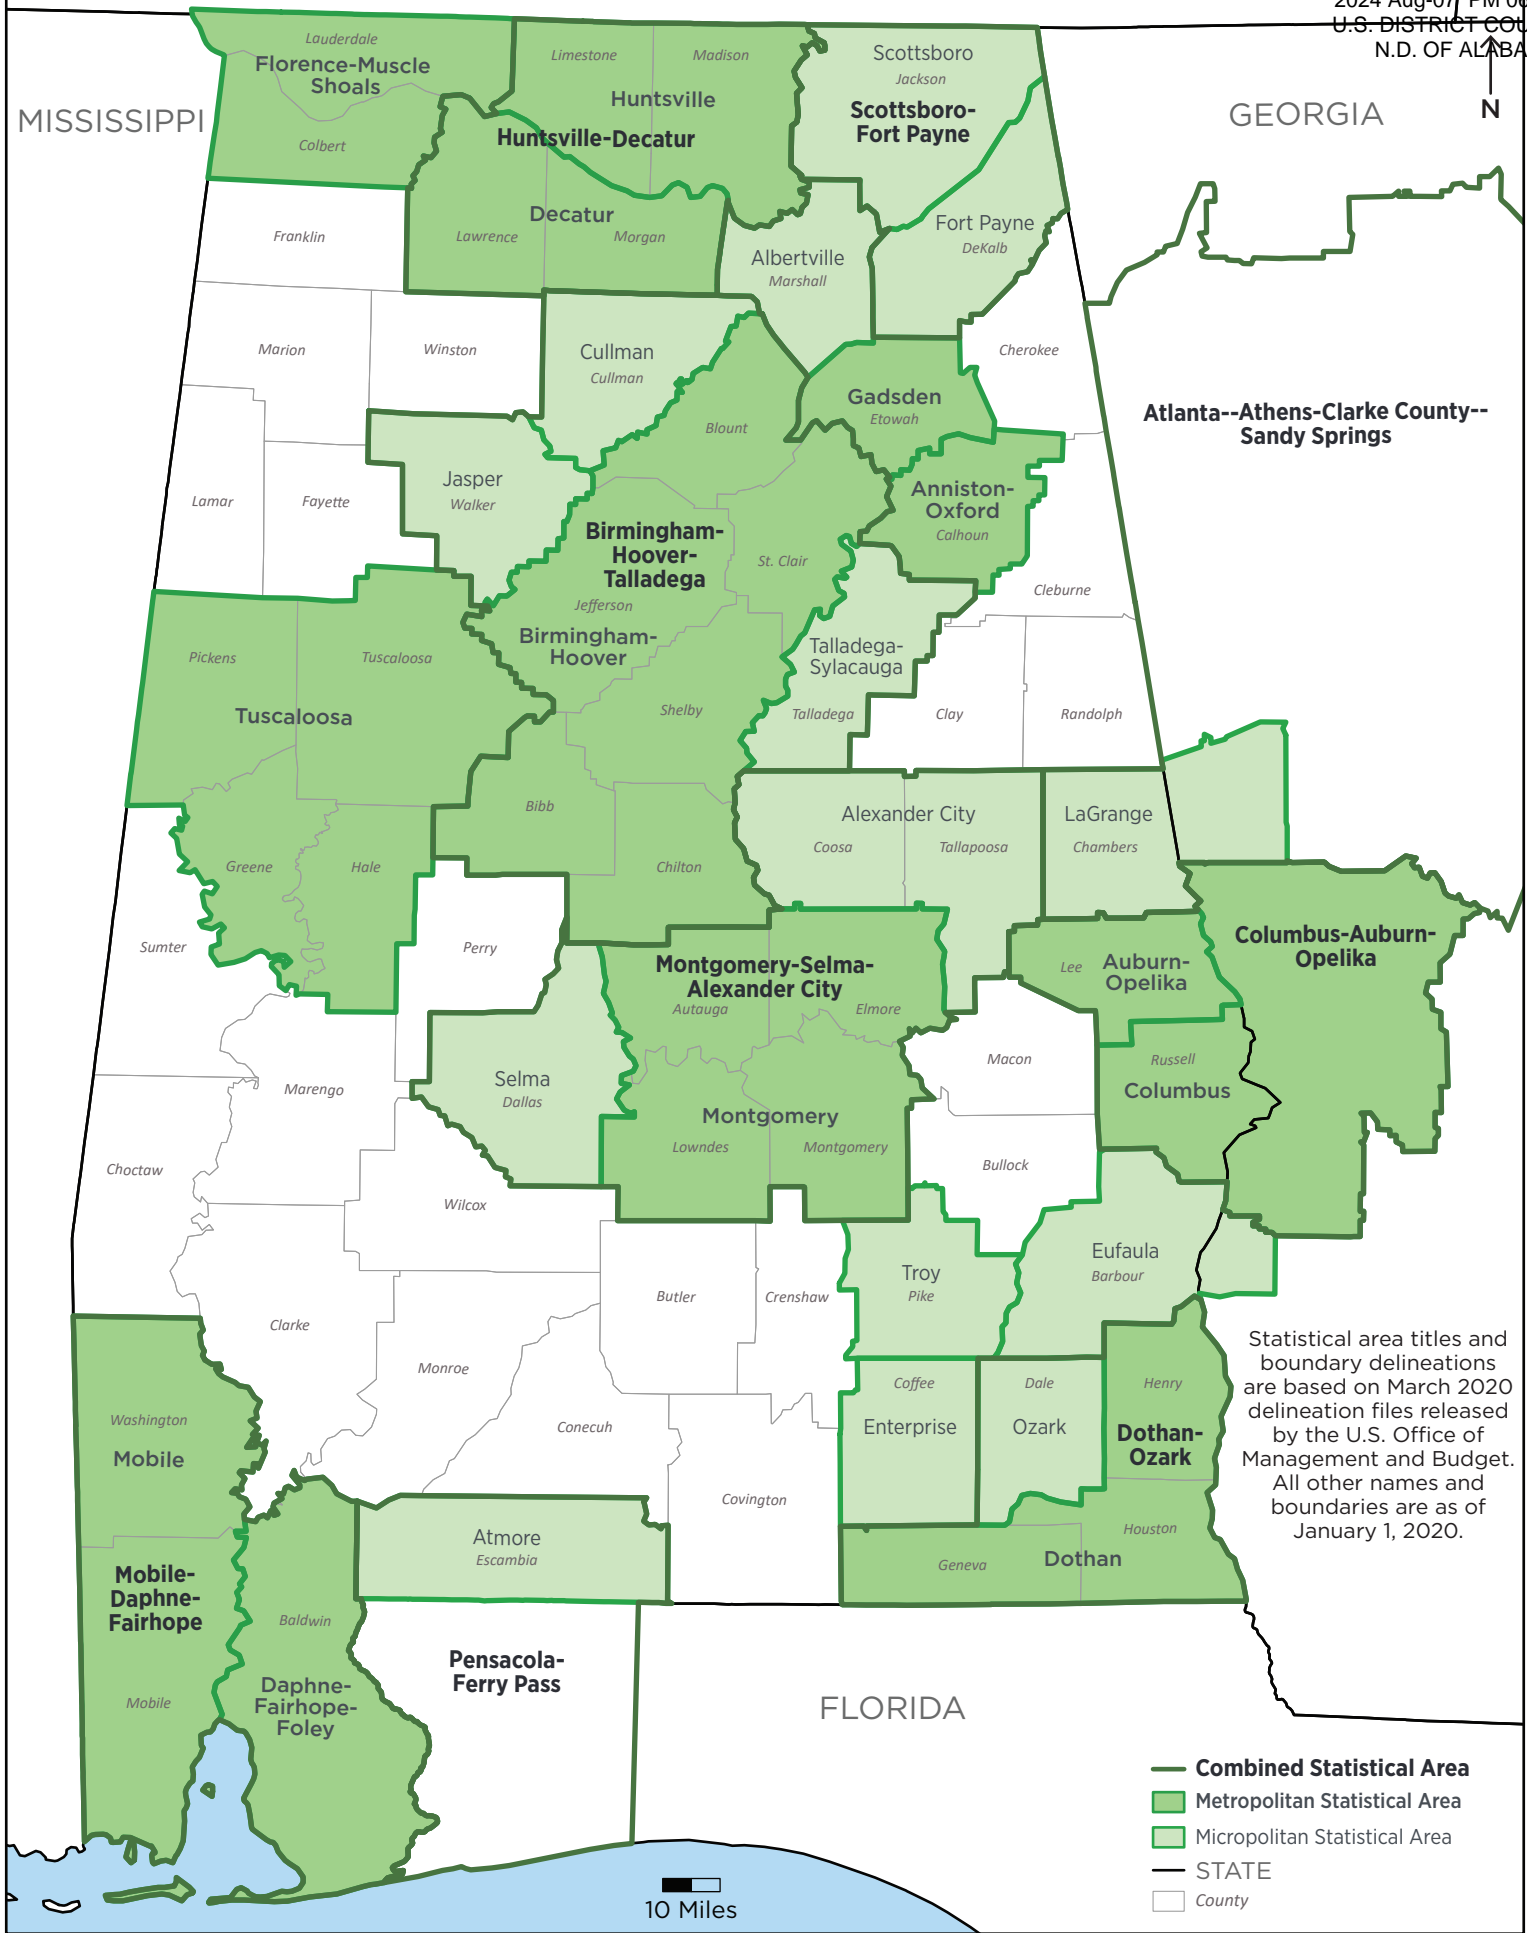 2024 Aug-07 PM 06
U.S. DISTRICT COU
N.D. OF ALABA
N
MISSISSIPPI
GEORGIA
FLORIDA
Lauderdale
Florence-Muscle
Shoals
Colbert
Limestone
Madison
Huntsville
Huntsville-Decatur
Decatur
Lawrence
Morgan
Scottsboro
Jackson
Scottsboro-
Fort Payne
Fort Payne
DeKalb
Albertville
Marshall
Franklin
Marion
Winston
Cullman
Cullman
Cherokee
Gadsden
Etowah
Blount
Atlanta--Athens-Clarke County--
Sandy Springs
Lamar
Fayette
Jasper
Walker
Anniston-
Oxford
Calhoun
Birmingham-
Hoover-
Talladega
St. Clair
Jefferson
Birmingham-
Hoover
Cleburne
Pickens
Tuscaloosa
Tuscaloosa
Talladega-
Sylacauga
Talladega
Shelby
Clay
Randolph
Bibb
Chilton
Alexander City
Coosa
Tallapoosa
LaGrange
Chambers
Greene
Hale
Sumter
Perry
Montgomery-Selma-
Alexander City
Autauga
Elmore
Lee
Auburn-
Opelika
Columbus-Auburn-
Opelika
Macon
Russell
Columbus
Marengo
Selma
Dallas
Montgomery
Lowndes
Montgomery
Bullock
Choctaw
Wilcox
Eufaula
Barbour
Troy
Pike
Butler
Crenshaw
Clarke
Monroe
Conecuh
Coffee
Enterprise
Dale
Ozark
Henry
Dothan-
Ozark
Houston
Dothan
Geneva
Covington
Washington
Mobile
Atmore
Escambia
Mobile-
Daphne-
Fairhope
Mobile
Baldwin
Daphne-
Fairhope-
Foley
Pensacola-
Ferry Pass
Statistical area titles and
boundary delineations
are based on March 2020
delineation files released
by the U.S. Office of
Management and Budget.
All other names and
boundaries are as of
January 1, 2020.
Combined Statistical Area
Metropolitan Statistical Area
Micropolitan Statistical Area
STATE
County
10 Miles